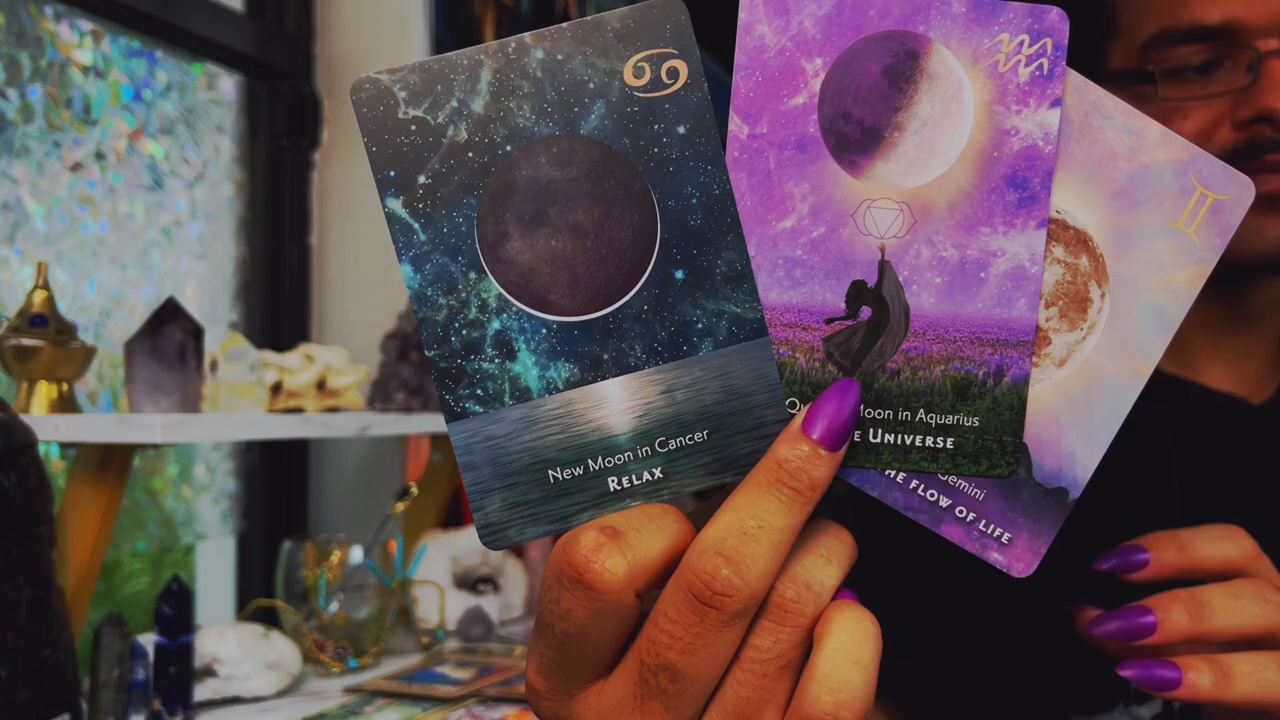 New Moon in Cancer
RELAX
Moon in Aquarius
UNIVERSE
Gemini
THE FLOW OF LIFE